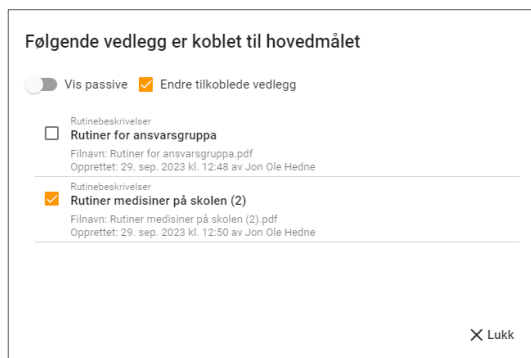 Følgende vedlegg er koblet til hovedmålet
Vis passive Endre tilkoblede vedlegg
Rutinebeskrivelser
Rutiner for ansvarsgruppa
Filnavn: Rutiner for ansvarsgruppa.pdf
Opprettet: 29. sep. 2023 kl. 12:48 av Jon Ole Hedne
Rutinebeskrivelser
Rutiner medisiner på skolen (2)
Filnavn: Rutiner medisiner på skolen (2).pdf
Opprettet: 29. sep. 2023 kl. 12:50 av Jon Ole Hedne
Lukk